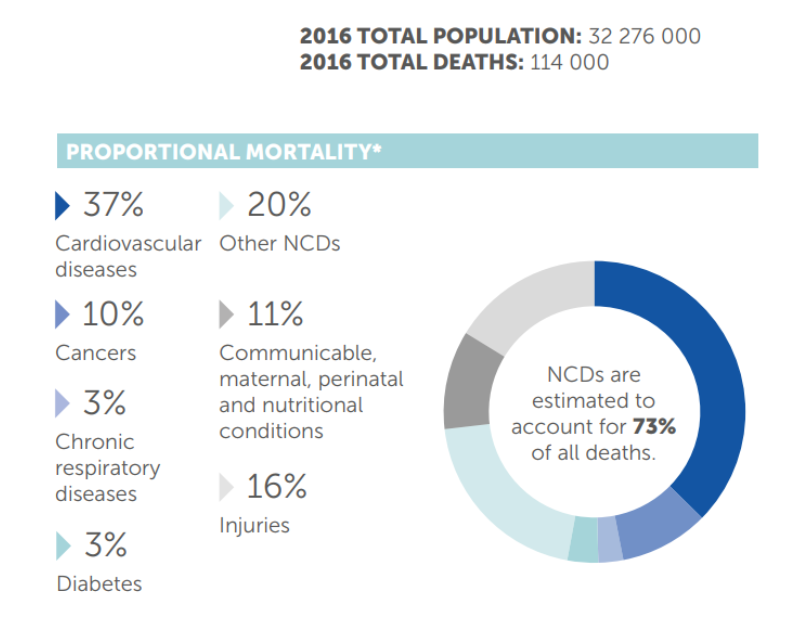 2016 TOTAL POPULATION: 32 276 000
2016 TOTAL DEATHS: 114 000
PROPORTIONAL MORTALITY*
37%
Cardiovascular
diseases
10%
Cancers
3%
Chronic
respiratory
diseases
3%
Diabetes
20%
Other NCDs
11%
Communicable,
maternal, perinatal
and nutritional
conditions
16%
Injuries
NCDs are
estimated to
account for 73%
of all deaths.